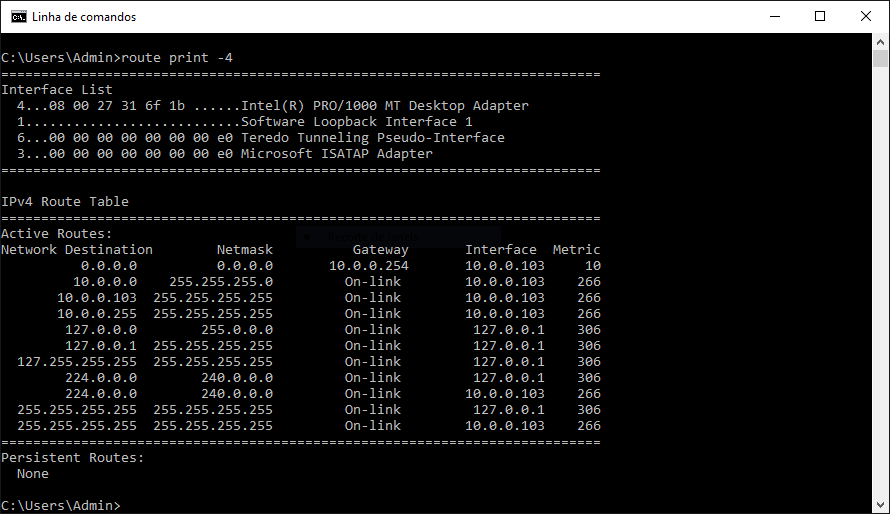 Linha de comandos
C:\Users\Admin>route print -4
===========================================================================
Interface List
  4...08 00 27 31 6f 1b ......Intel(R) PRO/1000 MT Desktop Adapter
  1...........................Software Loopback Interface 1
  6...00 00 00 00 00 00 00 e0 Teredo Tunneling Pseudo-Interface
  3...00 00 00 00 00 00 00 e0 Microsoft ISATAP Adapter
===========================================================================
IPv4 Route Table
===========================================================================
Active Routes:
Network Destination        Netmask          Gateway       Interface  Metric
          0.0.0.0          0.0.0.0       10.0.0.254       10.0.0.103     10
         10.0.0.0    255.255.255.0         On-link        10.0.0.103    266
       10.0.0.103  255.255.255.255         On-link        10.0.0.103    266
       10.0.0.255  255.255.255.255         On-link        10.0.0.103    266
        127.0.0.0        255.0.0.0         On-link         127.0.0.1    306
        127.0.0.1  255.255.255.255         On-link         127.0.0.1    306
  127.255.255.255  255.255.255.255         On-link         127.0.0.1    306
        224.0.0.0        240.0.0.0         On-link         127.0.0.1    306
        224.0.0.0        240.0.0.0         On-link        10.0.0.103    266
  255.255.255.255  255.255.255.255         On-link         127.0.0.1    306
  255.255.255.255  255.255.255.255         On-link        10.0.0.103    266
===========================================================================
Persistent Routes:
  None
C:\Users\Admin>